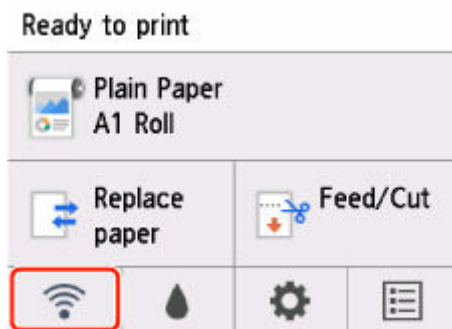 Ready to print
Plain Paper
A1 Roll
Replace
paper
Feed/Cut